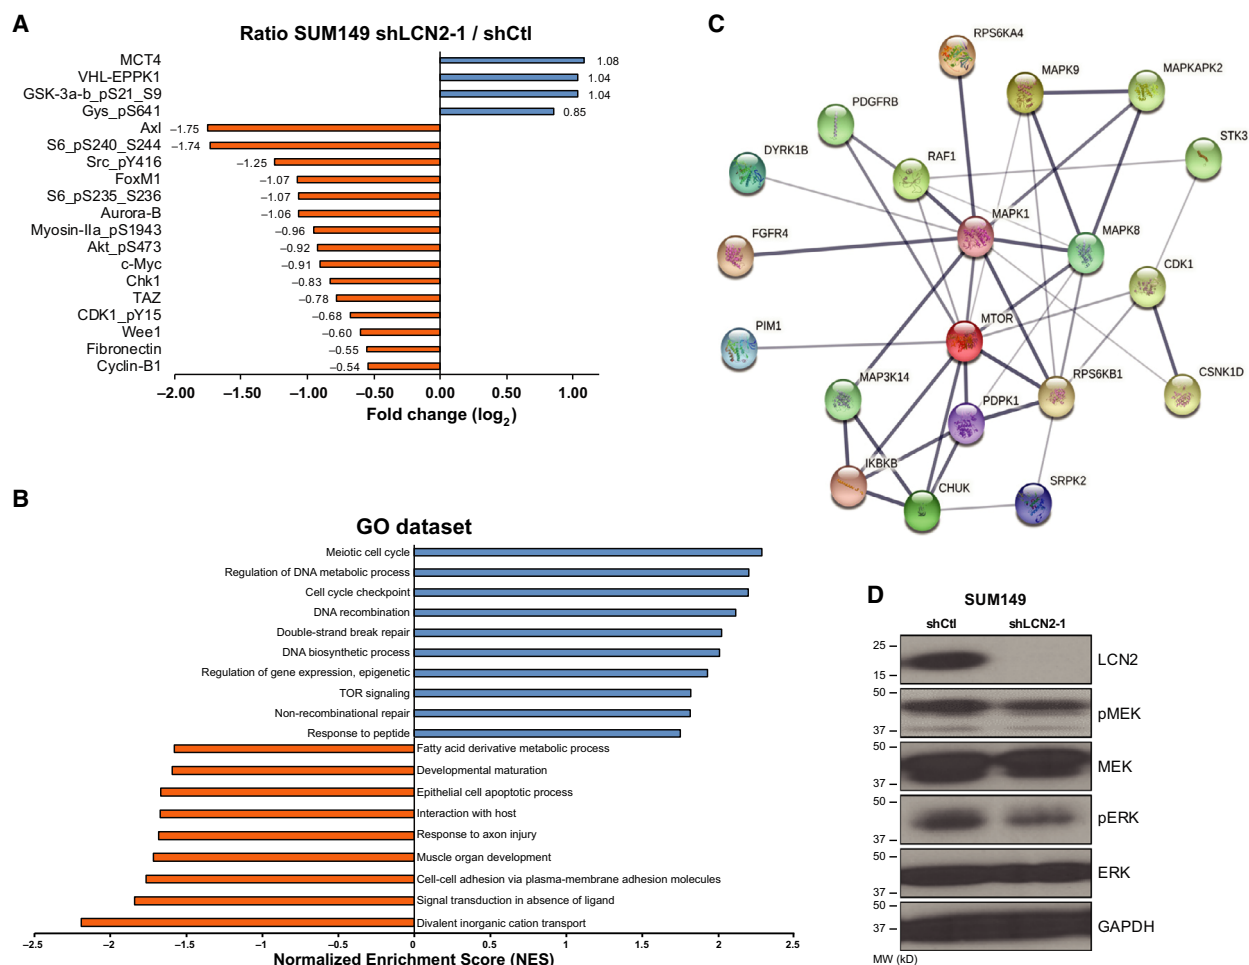 A
Ratio SUM149 shLCN2-1 / shCtl
MCT4 1.08
VHL-EPPK1 1.04
GSK-3a-b_pS21_S9 1.04
Gys_pS641 0.85
Axl –1.75
S6_pS240_S244 –1.74
Src_pY416 –1.25
FoxM1 –1.07
S6_pS235_S236 –1.07
Aurora-B –1.06
Myosin-IIa_pS1943 –0.96
Akt_pS473 –0.92
c-Myc –0.91
Chk1 –0.83
TAZ –0.78
CDK1_pY15 –0.68
Wee1 –0.60
Fibronectin –0.55
Cyclin-B1 –0.54
–2.00 –1.50 –1.00 –0.50 0.00 0.50 1.00
Fold change (log2)
B
GO dataset
Meiotic cell cycle
Regulation of DNA metabolic process
Cell cycle checkpoint
DNA recombination
Double-strand break repair
DNA biosynthetic process
Regulation of gene expression, epigenetic
TOR signaling
Non-recombinational repair
Response to peptide
Fatty acid derivative metabolic process
Developmental maturation
Epithelial cell apoptotic process
Interaction with host
Response to axon injury
Muscle organ development
Cell-cell adhesion via plasma-membrane adhesion molecules
Signal transduction in absence of ligand
Divalent inorganic cation transport
–2.5 –2 –1.5 –1 –0.5 0 0.5 1 1.5 2 2.5
Normalized Enrichment Score (NES)
C
RPS6KA4
MAPK9
MAPKAPK2
PDGFRB
STK3
DYRK1B
RAF1
MAPK1
FGFR4
MAPK8
CDK1
PIM1
MTOR
MAP3K14
PDPK1
RPS6KB1
CSNK1D
IKBKB
CHUK
SRPK2
D
SUM149
shCtl shLCN2-1
25
15
LCN2
50
37
pMEK
50
37
MEK
50
37
pERK
50
37
ERK
50
37
GAPDH
MW (kD)